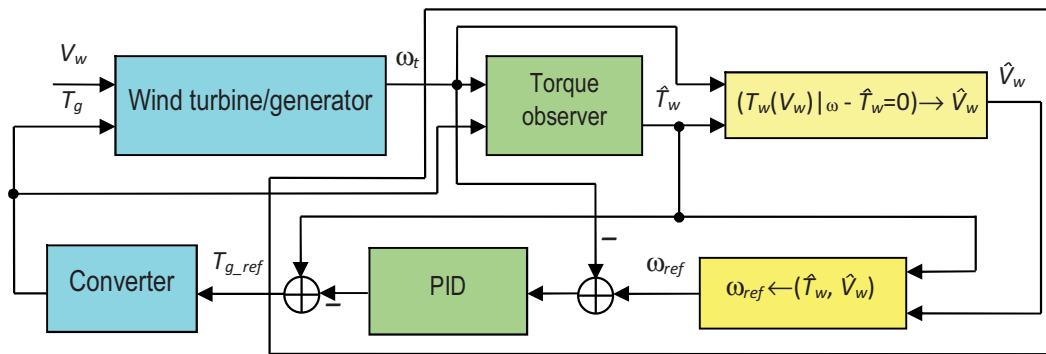 V_w
T_g
Wind turbine/generator
ω_t
Torque
observer
T̂_w
(T_w(V_w)|_ω - T̂_w=0)→ V̂_w
V̂_w
Converter
T_g_ref
−
PID
−
ω_ref
ω_ref←(T̂_w, V̂_w)